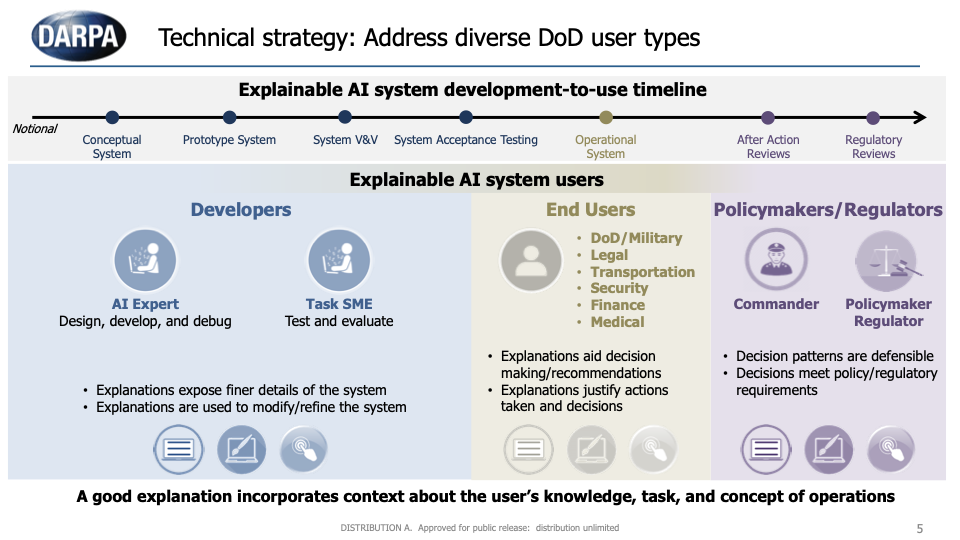 DARPA
Technical strategy: Address diverse DoD user types
Explainable AI system development-to-use timeline
Notional
Conceptual
System
Prototype System
System V&V
System Acceptance Testing
Operational
System
After Action
Reviews
Regulatory
Reviews
Explainable AI system users
Developers
AI Expert
Design, develop, and debug
Task SME
Test and evaluate
• Explanations expose finer details of the system
• Explanations are used to modify/refine the system
End Users
• DoD/Military
• Legal
• Transportation
• Security
• Finance
• Medical
• Explanations aid decision
making/recommendations
• Explanations justify actions
taken and decisions
Policymakers/Regulators
Commander
Policymaker
Regulator
• Decision patterns are defensible
• Decisions meet policy/regulatory
requirements
A good explanation incorporates context about the user’s knowledge, task, and concept of operations
DISTRIBUTION A. Approved for public release: distribution unlimited
5